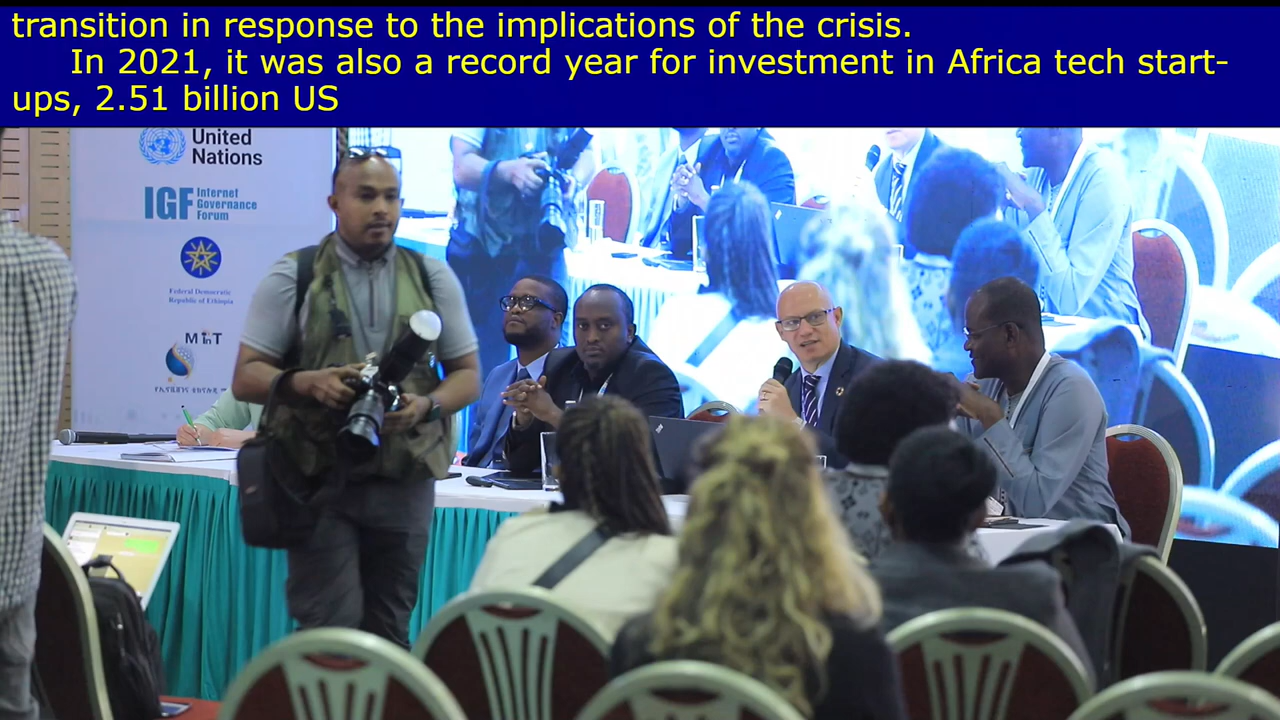 transition in response to the implications of the crisis.
In 2021, it was also a record year for investment in Africa tech start-
ups, 2.51 billion US
United
Nations
IGF Internet
Governance
Forum
Federal Democratic
Republic of Ethiopia
MInT